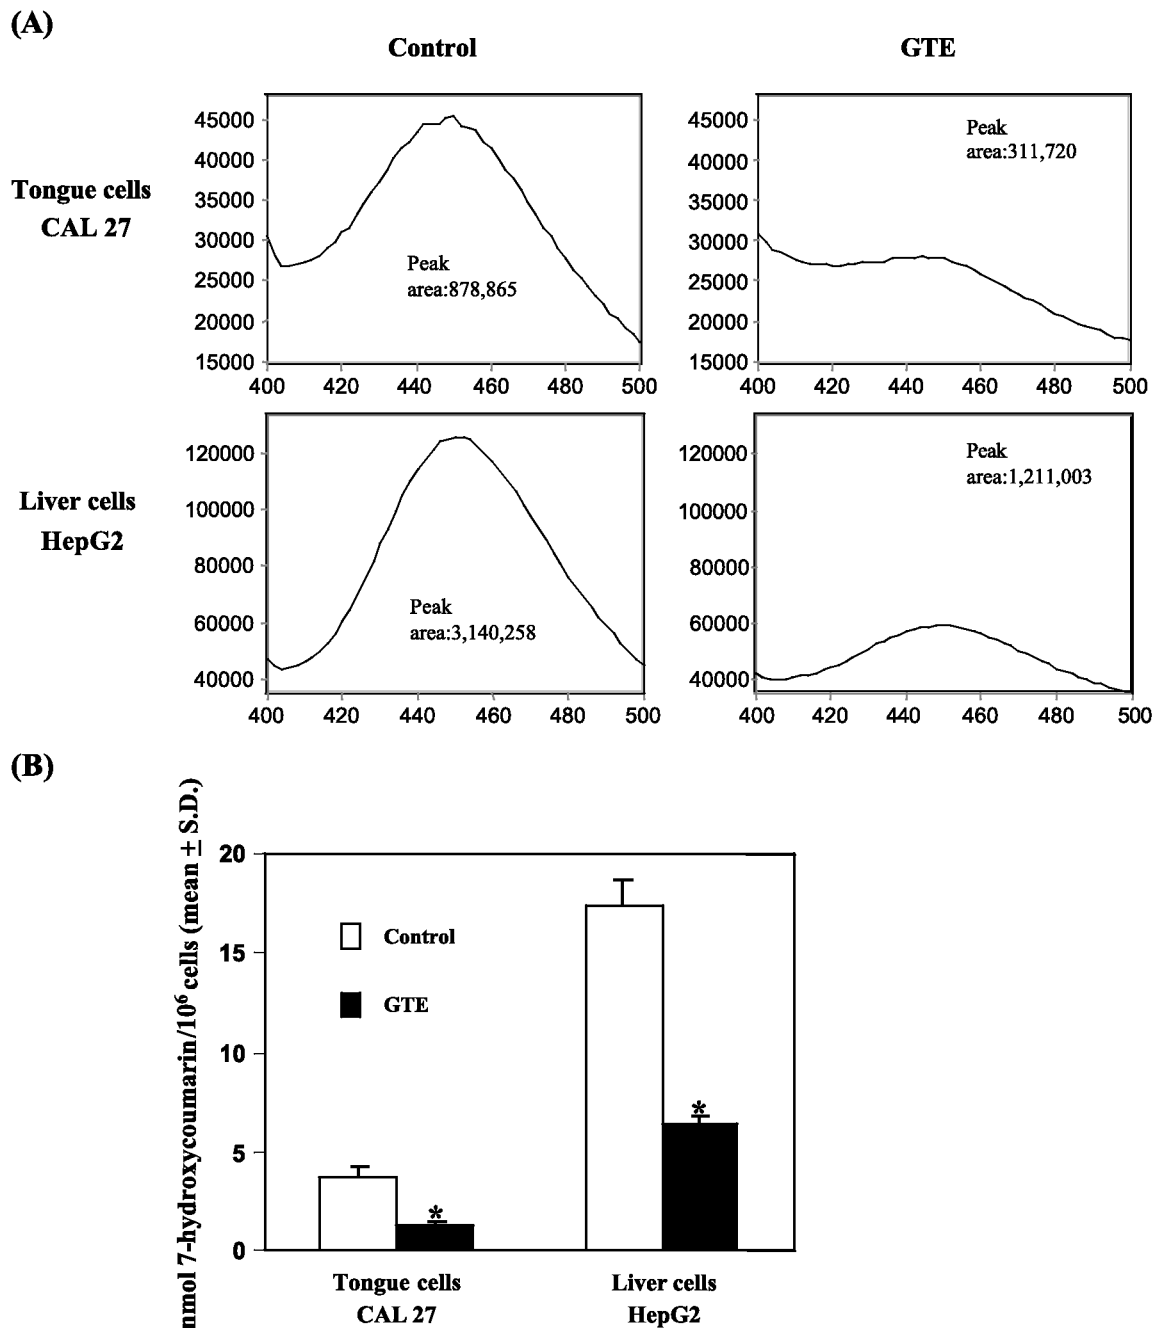 (A)
Control
GTE
Tongue cells
CAL 27
45000
40000
35000
30000
25000
20000
15000
Peak
area:878,865
400 420 440 460 480 500
45000
40000
35000
30000
25000
20000
15000
Peak
area:311,720
400 420 440 460 480 500
Liver cells
HepG2
120000
100000
80000
60000
40000
Peak
area:3,140,258
400 420 440 460 480 500
120000
100000
80000
60000
40000
Peak
area:1,211,003
400 420 440 460 480 500
(B)
nmol 7-hydroxycoumarin/10⁶ cells (mean ± S.D.)
20
15
10
5
0
Control
GTE
*
*
Tongue cells
CAL 27
Liver cells
HepG2